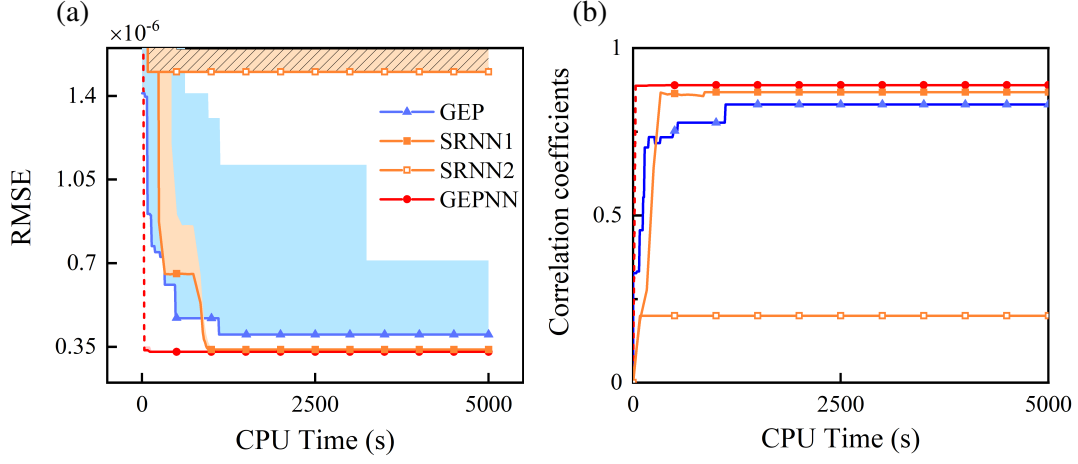 (a)
×10⁻⁶
1.4
1.05
0.7
0.35
RMSE
0
2500
5000
CPU Time (s)
GEP
SRNN1
SRNN2
GEPNN
(b)
1
0.5
0
Correlation coefficients
0
2500
5000
CPU Time (s)